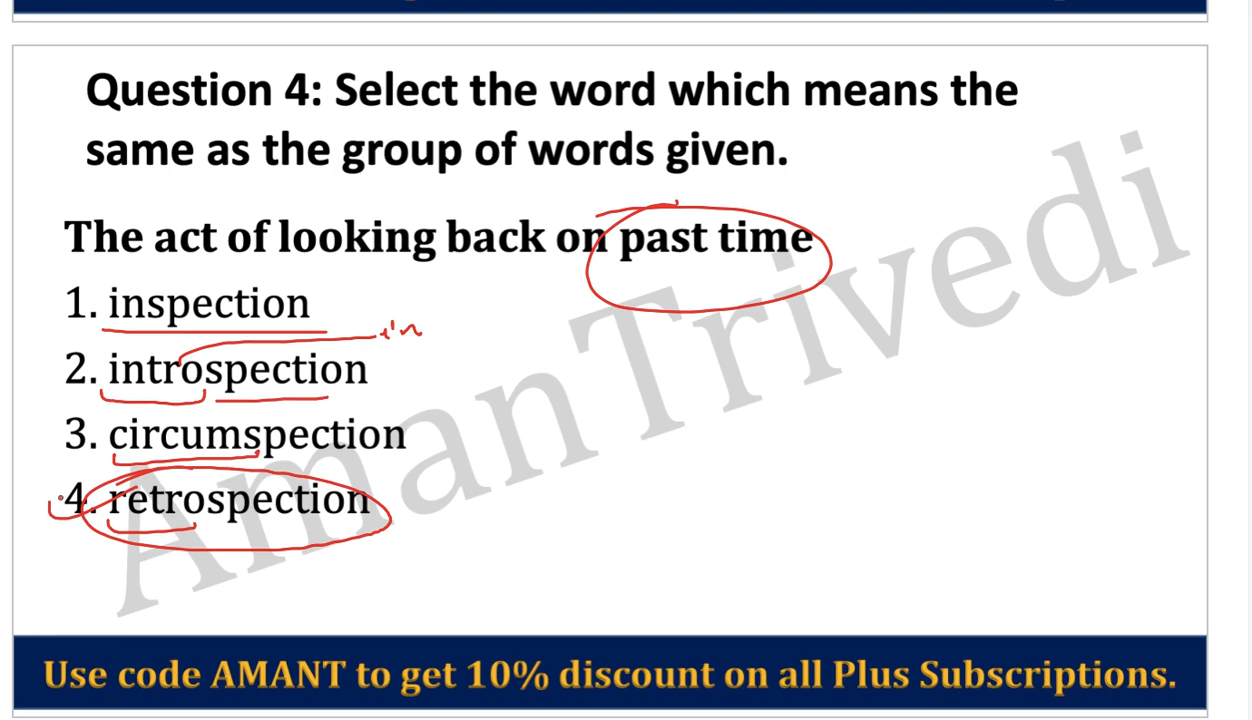 Question 4: Select the word which means the
same as the group of words given.
The act of looking back on past time
1. inspection
in
2. introspection
3. circumspection
4. retrospection
AmanTrivedi
Use code AMANT to get 10% discount on all Plus Subscriptions.